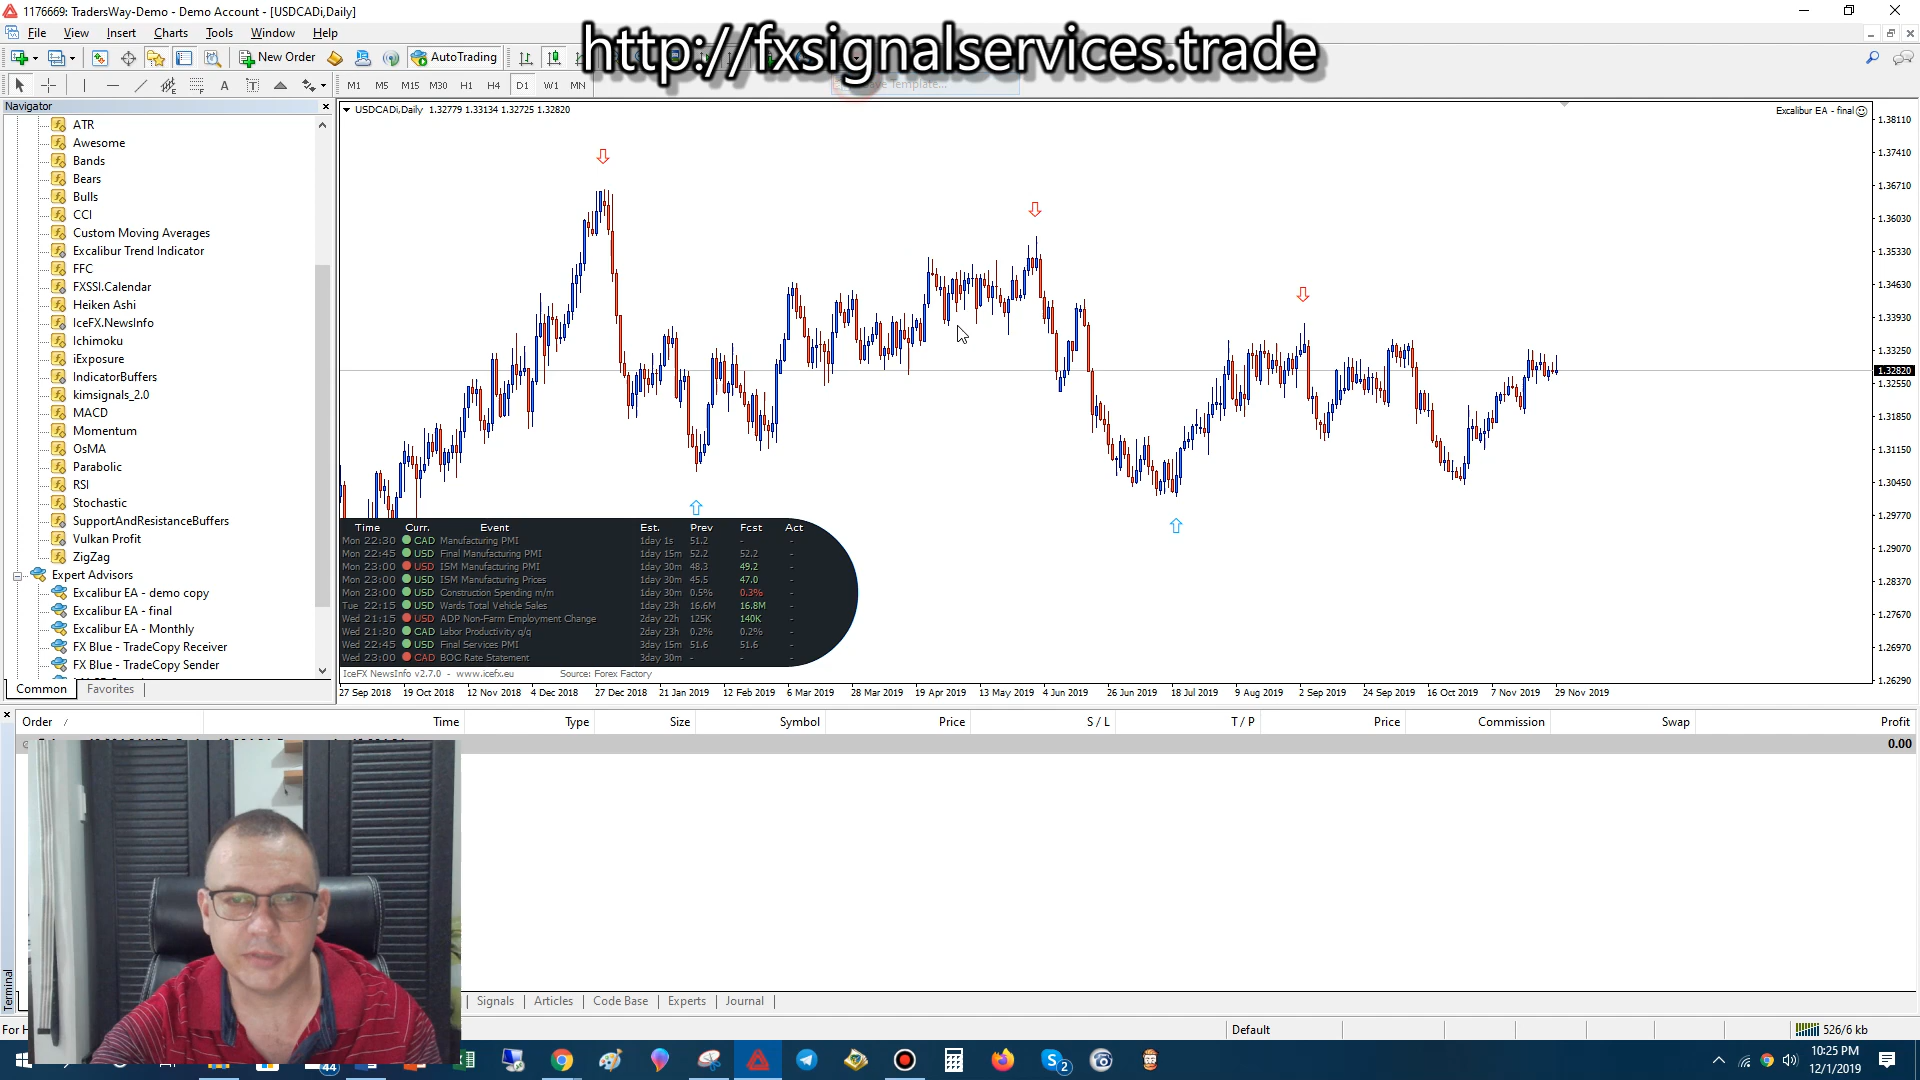 1176669: TradersWay-Demo - Demo Account - [USDCADi,Daily]
File View Insert Charts Tools Window Help
http://fxsignalservices.trade
New Order AutoTrading
M1 M5 M15 M30 H1 H4 D1 W1 MN
Navigator
ATR
Awesome
Bands
Bears
Bulls
CCI
Custom Moving Averages
Excalibur Trend Indicator
FFC
FXSSI.Calendar
Heiken Ashi
IceFX.NewsInfo
Ichimoku
iExposure
IndicatorBuffers
kimsignals_2.0
MACD
Momentum
OsMA
Parabolic
RSI
Stochastic
SupportAndResistanceBuffers
Vulkan Profit
ZigZag
Expert Advisors
Excalibur EA - demo copy
Excalibur EA - final
Excalibur EA - Monthly
FX Blue - TradeCopy Receiver
FX Blue - TradeCopy Sender
Common Favorites
USDCADi,Daily 1.32779 1.33134 1.32725 1.32820
Excalibur EA - final
1.38110
1.37410
1.36710
1.36030
1.35330
1.34630
1.33930
1.33250
1.32820
1.32550
1.31850
1.31150
1.30450
1.29770
1.29070
1.28370
1.27670
1.26970
1.26290
Time Curr. Event Est. Prev Fcst Act
Mon 22:30 CAD Manufacturing PMI 1day 1s 51.2 - -
Mon 22:45 USD Final Manufacturing PMI 1day 15m 52.2 52.2 -
Mon 23:00 USD ISM Manufacturing PMI 1day 30m 48.3 49.2 -
Mon 23:00 USD ISM Manufacturing Prices 1day 30m 45.5 47.0 -
Mon 23:00 USD Construction Spending m/m 1day 30m 0.5% 0.3% -
Tue 22:15 USD Wards Total Vehicle Sales 1day 23h 16.6M 16.8M -
Wed 21:15 USD ADP Non-Farm Employment Change 2day 22h 125K 140K -
Wed 21:30 CAD Labor Productivity q/q 2day 23h 0.2% 0.2% -
Wed 22:45 USD Final Services PMI 3day 15m 51.6 51.6 -
Wed 23:00 CAD BOC Rate Statement 3day 30m - -
IceFX NewsInfo v2.7.0 - www.icefx.eu Source: Forex Factory
27 Sep 2018 19 Oct 2018 12 Nov 2018 4 Dec 2018 27 Dec 2018 21 Jan 2019 12 Feb 2019 6 Mar 2019 28 Mar 2019 19 Apr 2019 13 May 2019 4 Jun 2019 26 Jun 2019 18 Jul 2019 9 Aug 2019 2 Sep 2019 24 Sep 2019 16 Oct 2019 7 Nov 2019 29 Nov 2019
Order / Time Type Size Symbol Price S / L T / P Price Commission Swap Profit
0.00
Terminal
Signals Articles Code Base Experts Journal
For H
Default
526/6 kb
44
2
10:25 PM
12/1/2019